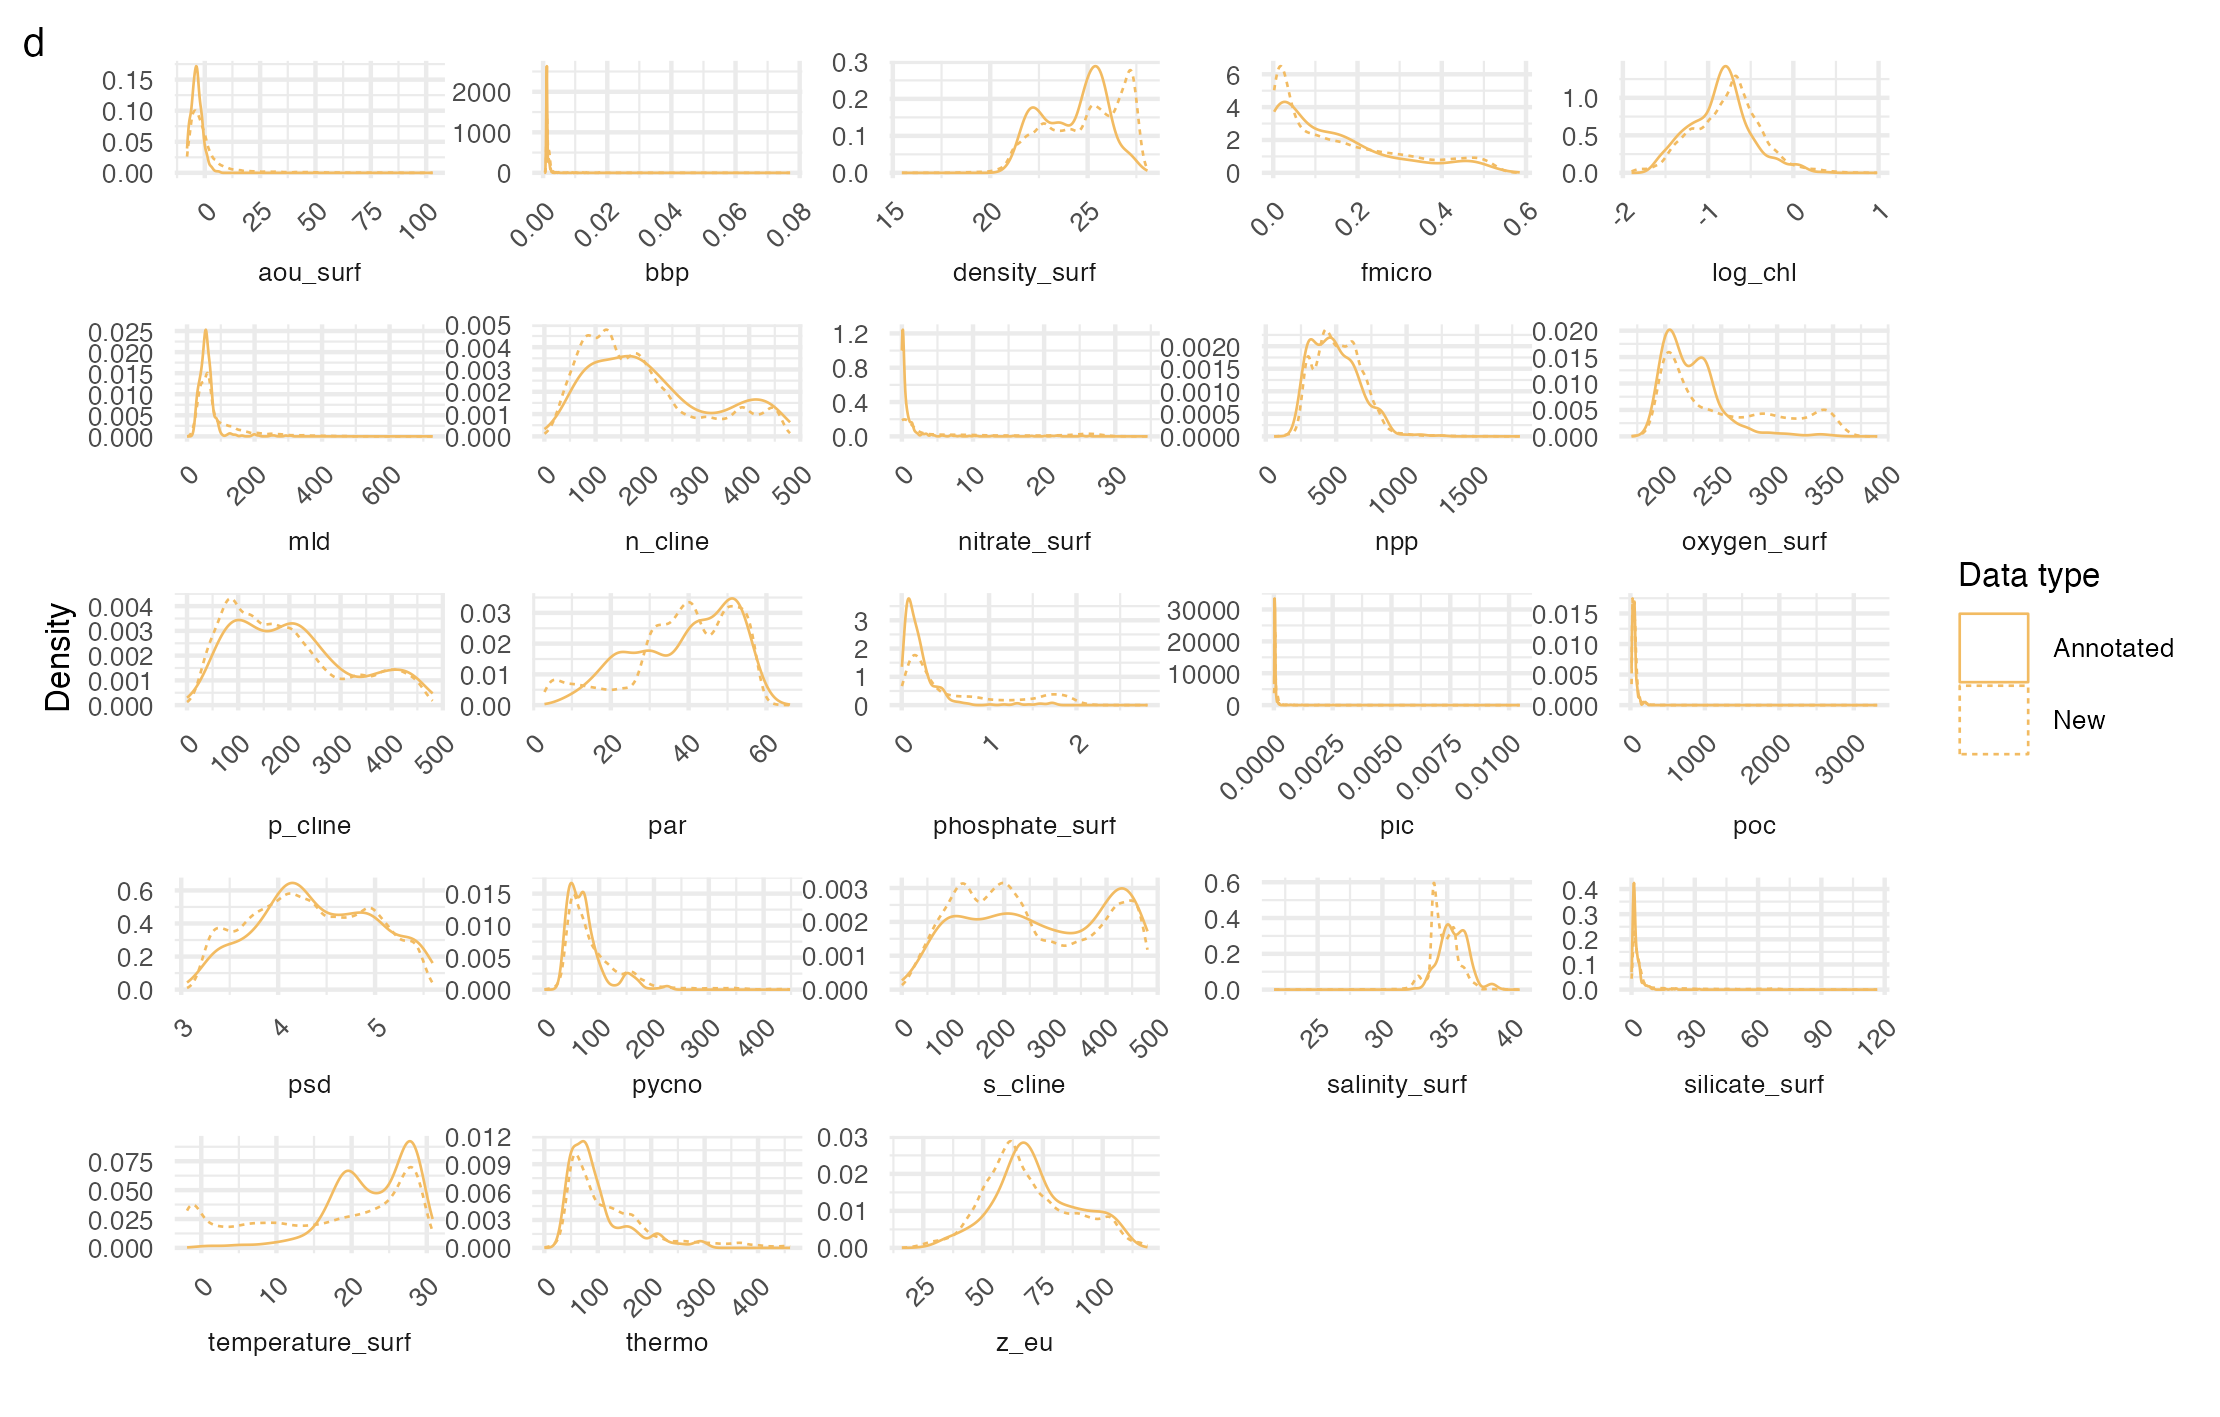 d
0.15
0.10
0.05
0.00
0 25 50 75 100
aou_surf
2000
1000
0
0.00 0.02 0.04 0.06 0.08
bbp
0.3
0.2
0.1
0.0
15 20 25
density_surf
6
4
2
0
0.0 0.2 0.4 0.6
fmicro
1.0
0.5
0.0
-2 -1 0 1
log_chl
0.025
0.020
0.015
0.010
0.005
0.000
0 200 400 600
mld
0.005
0.004
0.003
0.002
0.001
0.000
0 100 200 300 400 500
n_cline
1.2
0.8
0.4
0.0
0 10 20 30
nitrate_surf
0.0020
0.0015
0.0010
0.0005
0.0000
0 500 1000 1500
npp
0.020
0.015
0.010
0.005
0.000
200 250 300 350 400
oxygen_surf
Density
0.004
0.003
0.002
0.001
0.000
0 100 200 300 400 500
p_cline
0.03
0.02
0.01
0.00
0 20 40 60
par
3
2
1
0
0 1 2
phosphate_surf
30000
20000
10000
0
0.0000 0.0025 0.0050 0.0075 0.0100
pic
0.015
0.010
0.005
0.000
0 1000 2000 3000
poc
0.6
0.4
0.2
0.0
3 4 5
psd
0.015
0.010
0.005
0.000
0 100 200 300 400
pycno
0.003
0.002
0.001
0.000
0 100 200 300 400 500
s_cline
0.6
0.4
0.2
0.0
25 30 35 40
salinity_surf
0.4
0.3
0.2
0.1
0.0
0 30 60 90 120
silicate_surf
0.075
0.050
0.025
0.000
0 10 20 30
temperature_surf
0.012
0.009
0.006
0.003
0.000
0 100 200 300 400
thermo
0.03
0.02
0.01
0.00
25 50 75 100
z_eu
Data type
Annotated
New